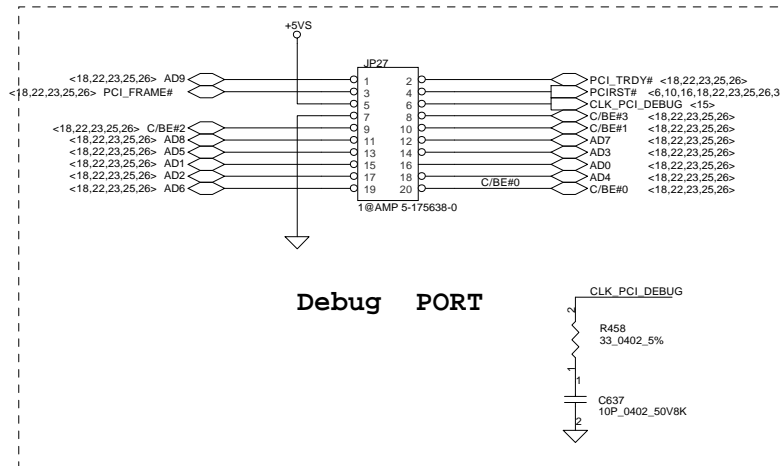 +5VS
JP27
<18,22,23,25,26> AD9 1 2 PCI_TRDY# <18,22,23,25,26>
<18,22,23,25,26> PCI_FRAME# 3 4 PCIRST# <6,10,16,18,22,23,25,26,3
5 6 CLK_PCI_DEBUG <15>
7 8 C/BE#3 <18,22,23,25,26>
<18,22,23,25,26> C/BE#2 9 10 C/BE#1 <18,22,23,25,26>
<18,22,23,25,26> AD8 11 12 AD7 <18,22,23,25,26>
<18,22,23,25,26> AD5 13 14 AD3 <18,22,23,25,26>
<18,22,23,25,26> AD1 15 16 AD0 <18,22,23,25,26>
<18,22,23,25,26> AD2 17 18 AD4 <18,22,23,25,26>
<18,22,23,25,26> AD6 19 20 C/BE#0 C/BE#0 <18,22,23,25,26>
1@AMP 5-175638-0
Debug PORT
CLK_PCI_DEBUG
2
R458
33_0402_5%
1
1
C637
10P_0402_50V8K
2